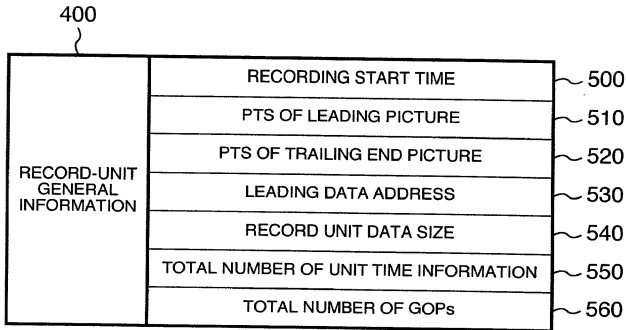 400
RECORD-UNIT
GENERAL
INFORMATION
RECORDING START TIME 500
PTS OF LEADING PICTURE 510
PTS OF TRAILING END PICTURE 520
LEADING DATA ADDRESS 530
RECORD UNIT DATA SIZE 540
TOTAL NUMBER OF UNIT TIME INFORMATION 550
TOTAL NUMBER OF GOPs 560